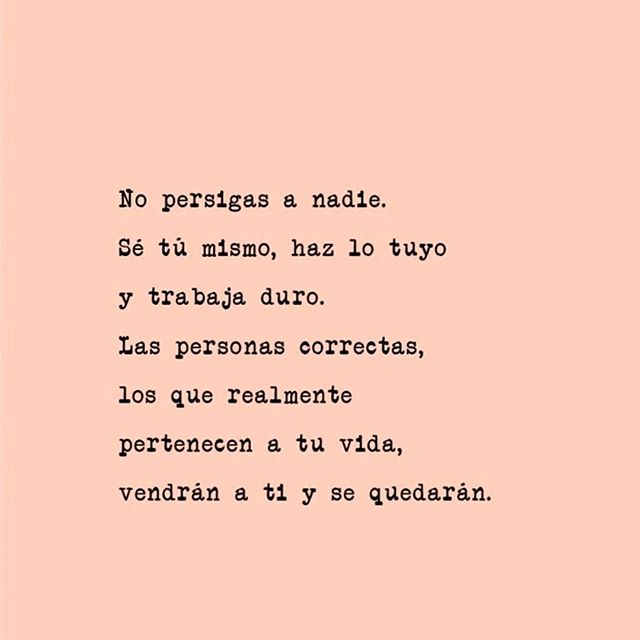 No persigas a nadie.
Sé tú mismo, haz lo tuyo
y trabaja duro.
Las personas correctas,
los que realmente
pertenecen a tu vida,
vendrán a ti y se quedarán.